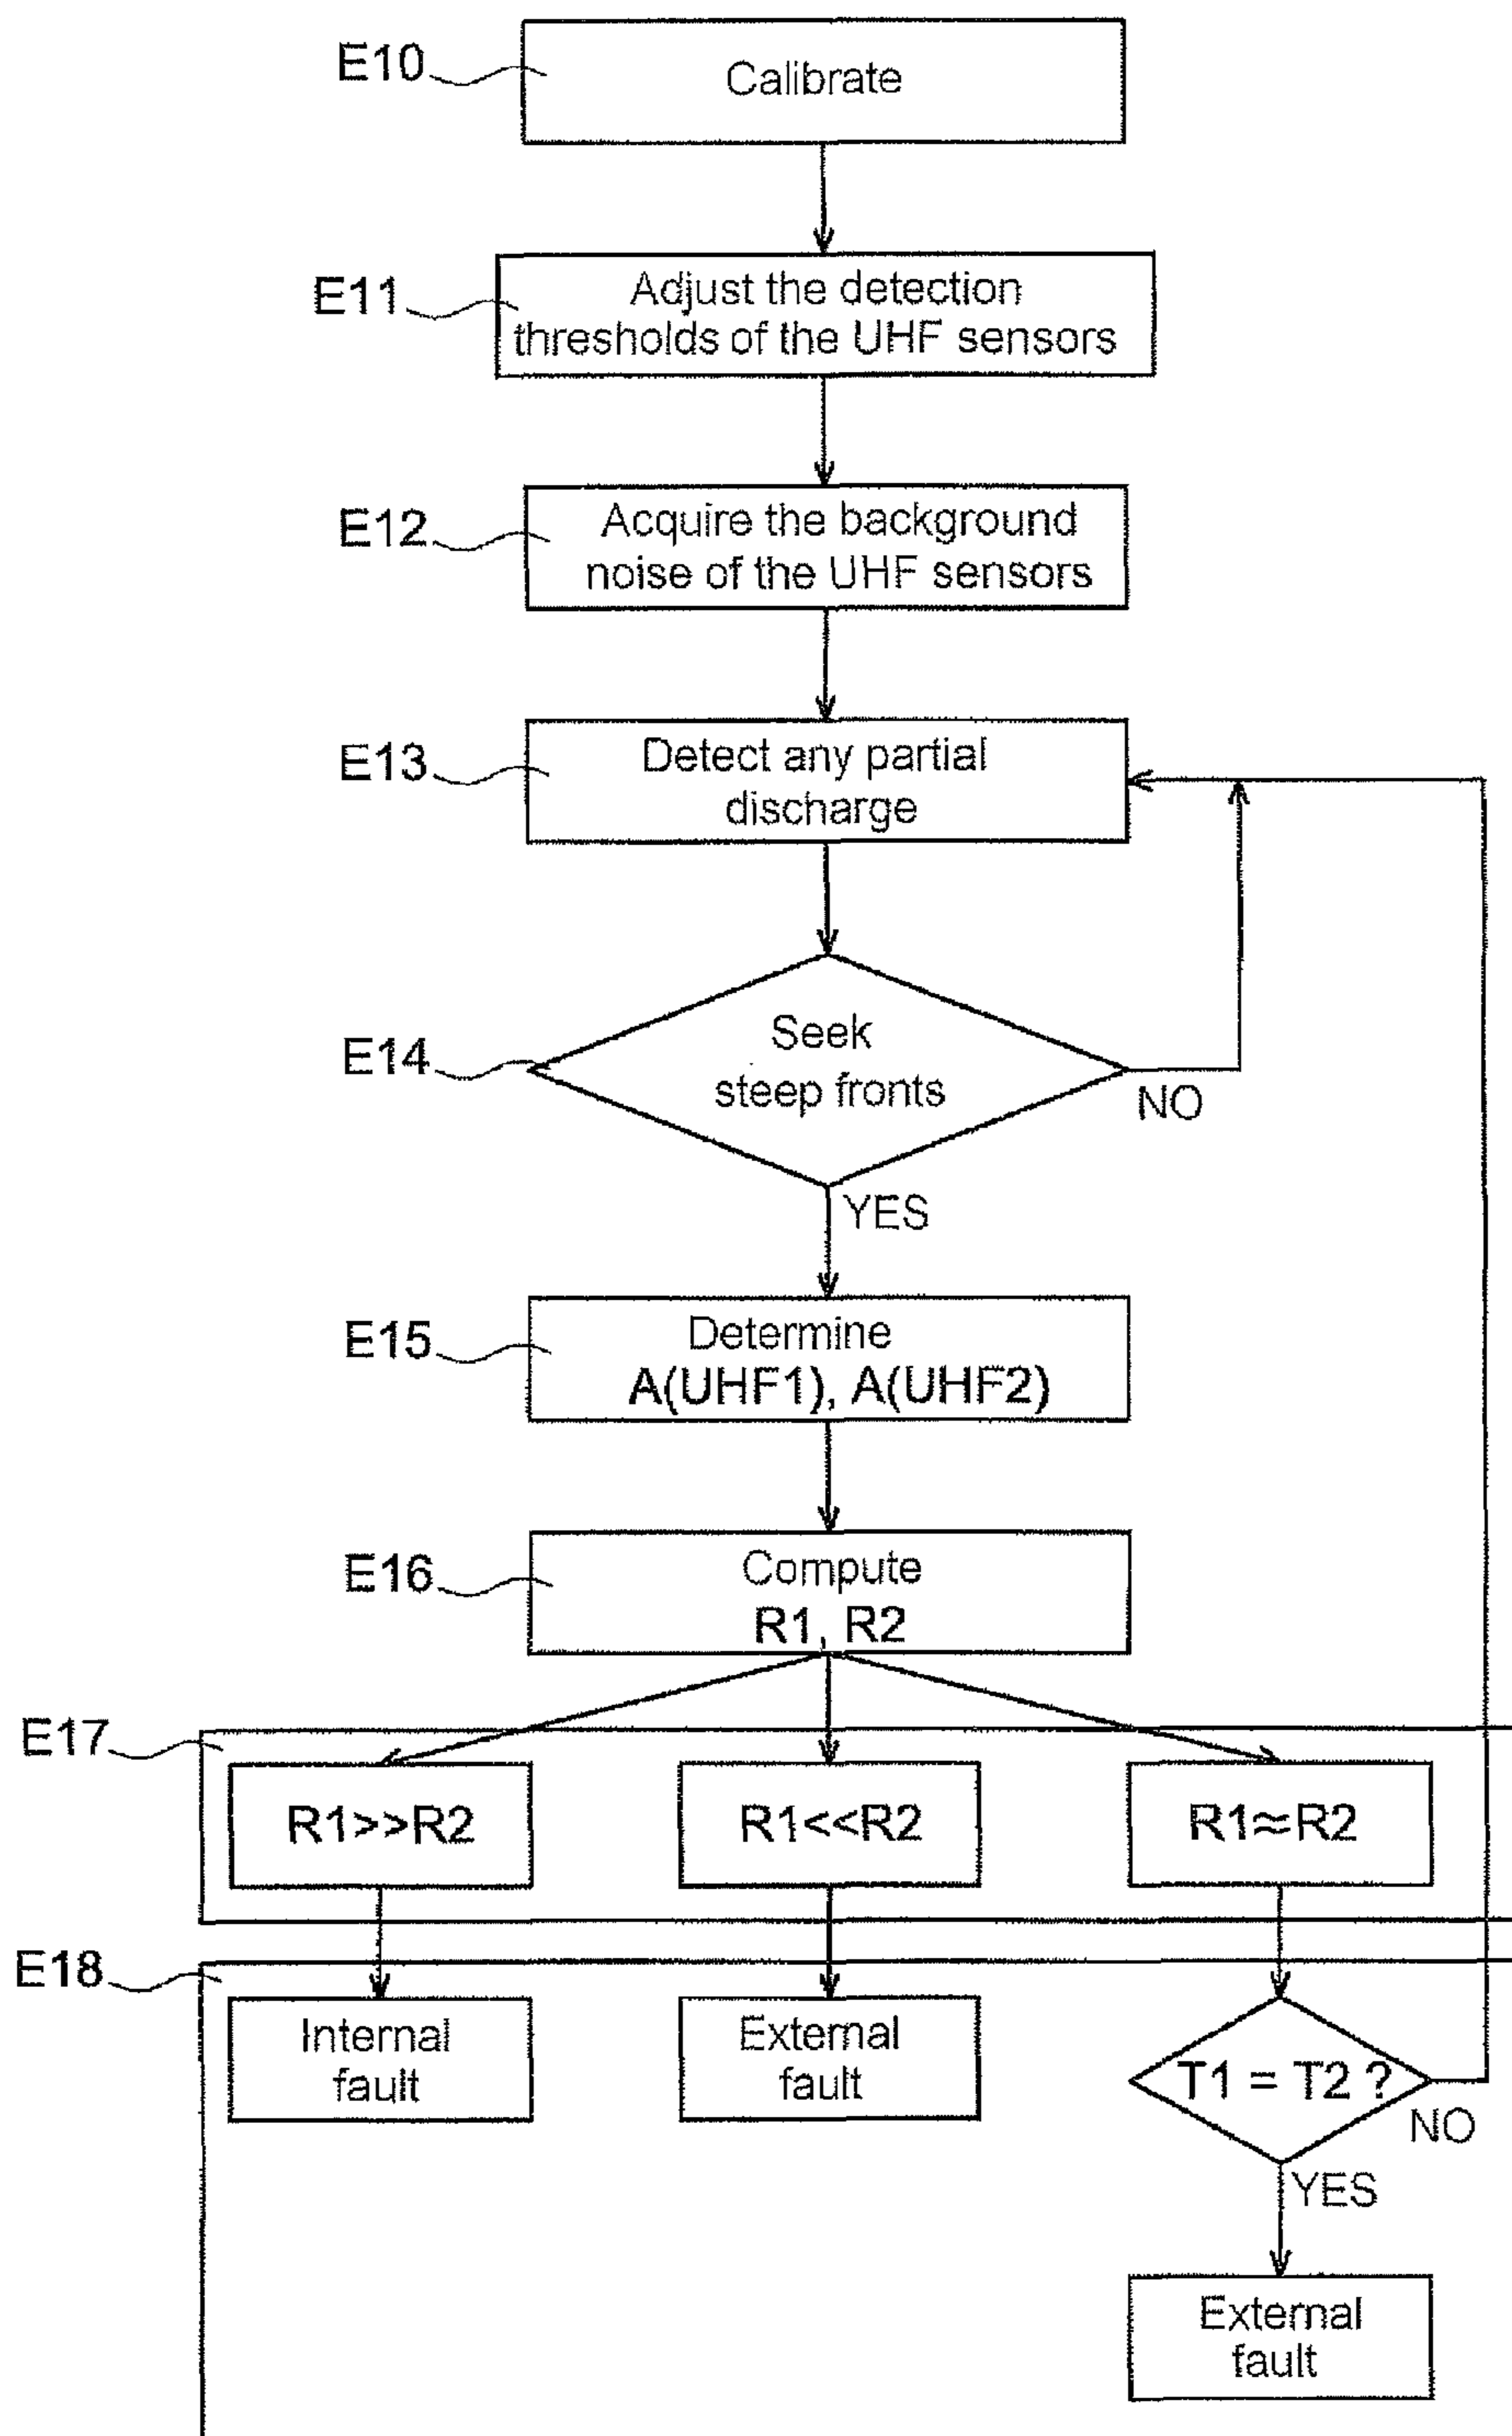 E10
Calibrate
E11
Adjust the detection
thresholds of the UHF sensors
E12
Acquire the background
noise of the UHF sensors
E13
Detect any partial
discharge
E14
Seek
steep fronts
NO
YES
E15
Determine
A(UHF1), A(UHF2)
E16
Compute
R1, R2
E17
R1>>R2
R1<<R2
R1≈R2
E18
Internal
fault
External
fault
T1 = T2 ?
NO
YES
External
fault